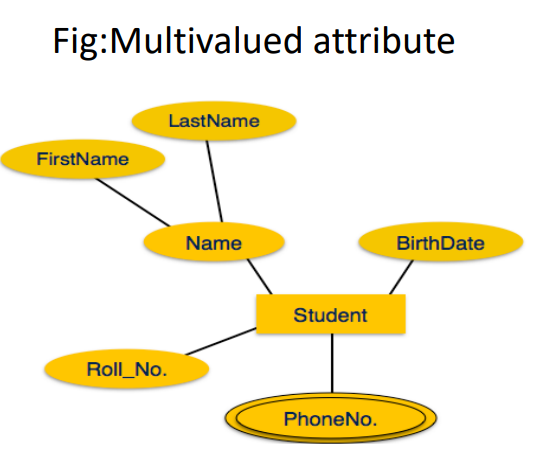 Fig:Multivalued attribute
LastName
FirstName
Name
BirthDate
Student
Roll_No.
PhoneNo.